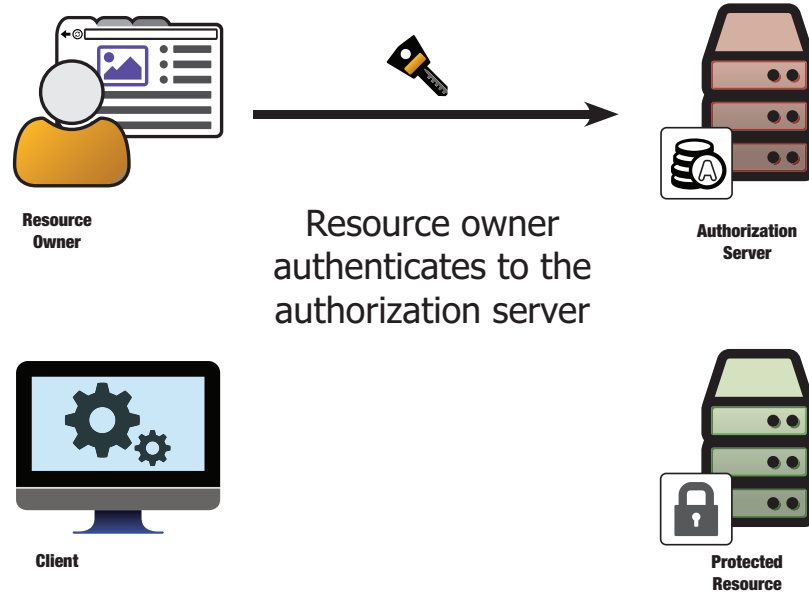 Resource
Owner
Resource owner
authenticates to the
authorization server
A
Authorization
Server
Client
Protected
Resource